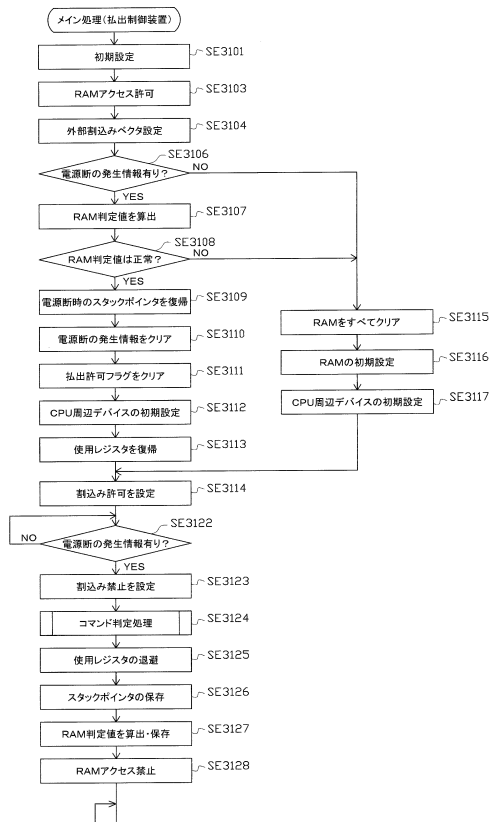 メイン処理(払出制御装置)
初期設定
SE3101
RAMアクセス許可
SE3103
外部割込みベクタ設定
SE3104
電源断の発生情報有り?
SE3106
NO
YES
RAM判定値を算出
SE3107
RAM判定値は正常?
SE3108
NO
YES
電源断時のスタックポインタを復帰
SE3109
電源断の発生情報をクリア
SE3110
払出許可フラグをクリア
SE3111
CPU周辺デバイスの初期設定
SE3112
使用レジスタを復帰
SE3113
RAMをすべてクリア
SE3115
RAMの初期設定
SE3116
CPU周辺デバイスの初期設定
SE3117
割込み許可を設定
SE3114
電源断の発生情報有り?
SE3122
NO
YES
割込み禁止を設定
SE3123
コマンド判定処理
SE3124
使用レジスタの退避
SE3125
スタックポインタの保存
SE3126
RAM判定値を算出・保存
SE3127
RAMアクセス禁止
SE3128